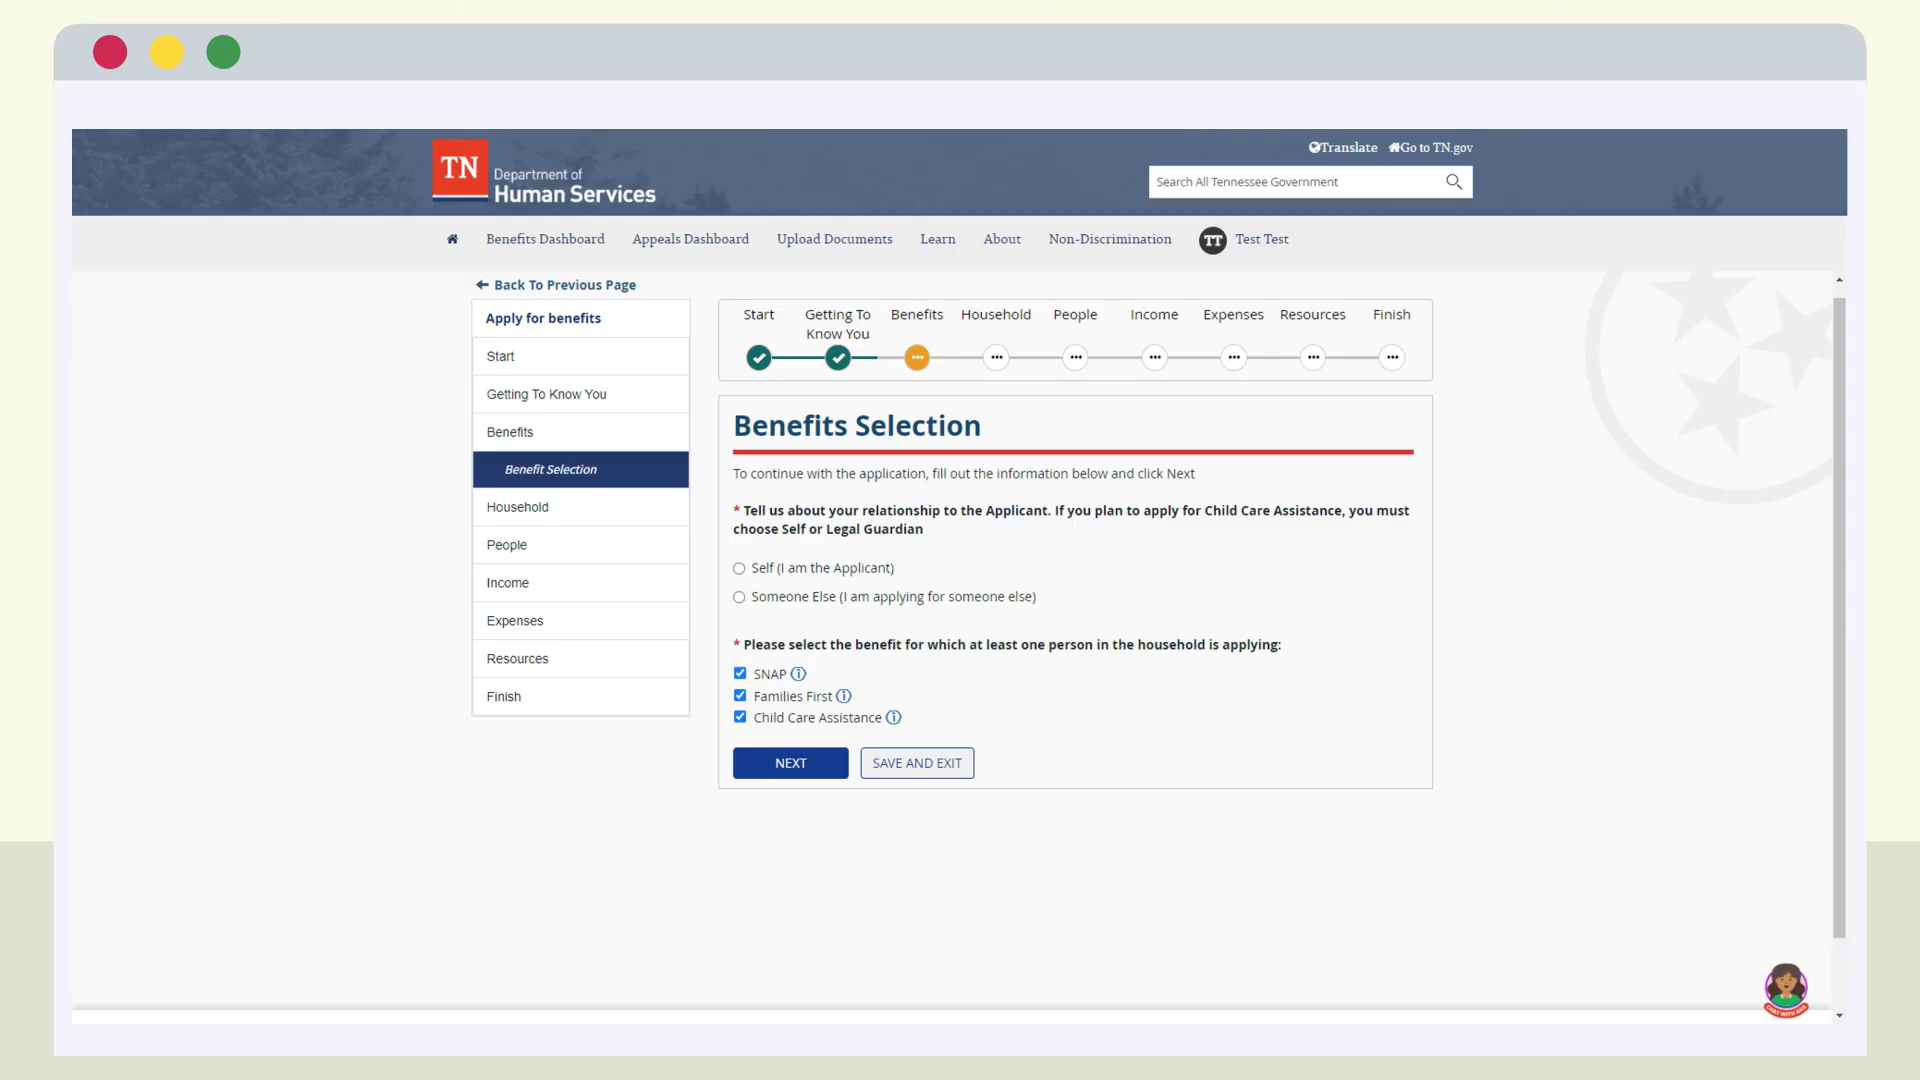 Translate Go to TN.gov
TN Department of
Human Services
Search All Tennessee Government
Benefits Dashboard Appeals Dashboard Upload Documents Learn About Non-Discrimination TT Test Test
Back To Previous Page
Apply for benefits
Start
Getting To Know You
Benefits
Benefit Selection
Household
People
Income
Expenses
Resources
Finish
Start Getting To Know You Benefits Household People Income Expenses Resources Finish
Benefits Selection
To continue with the application, fill out the information below and click Next
* Tell us about your relationship to the Applicant. If you plan to apply for Child Care Assistance, you must
choose Self or Legal Guardian
Self (I am the Applicant)
Someone Else (I am applying for someone else)
* Please select the benefit for which at least one person in the household is applying:
SNAP
Families First
Child Care Assistance
NEXT SAVE AND EXIT
CHAT WITH AVA